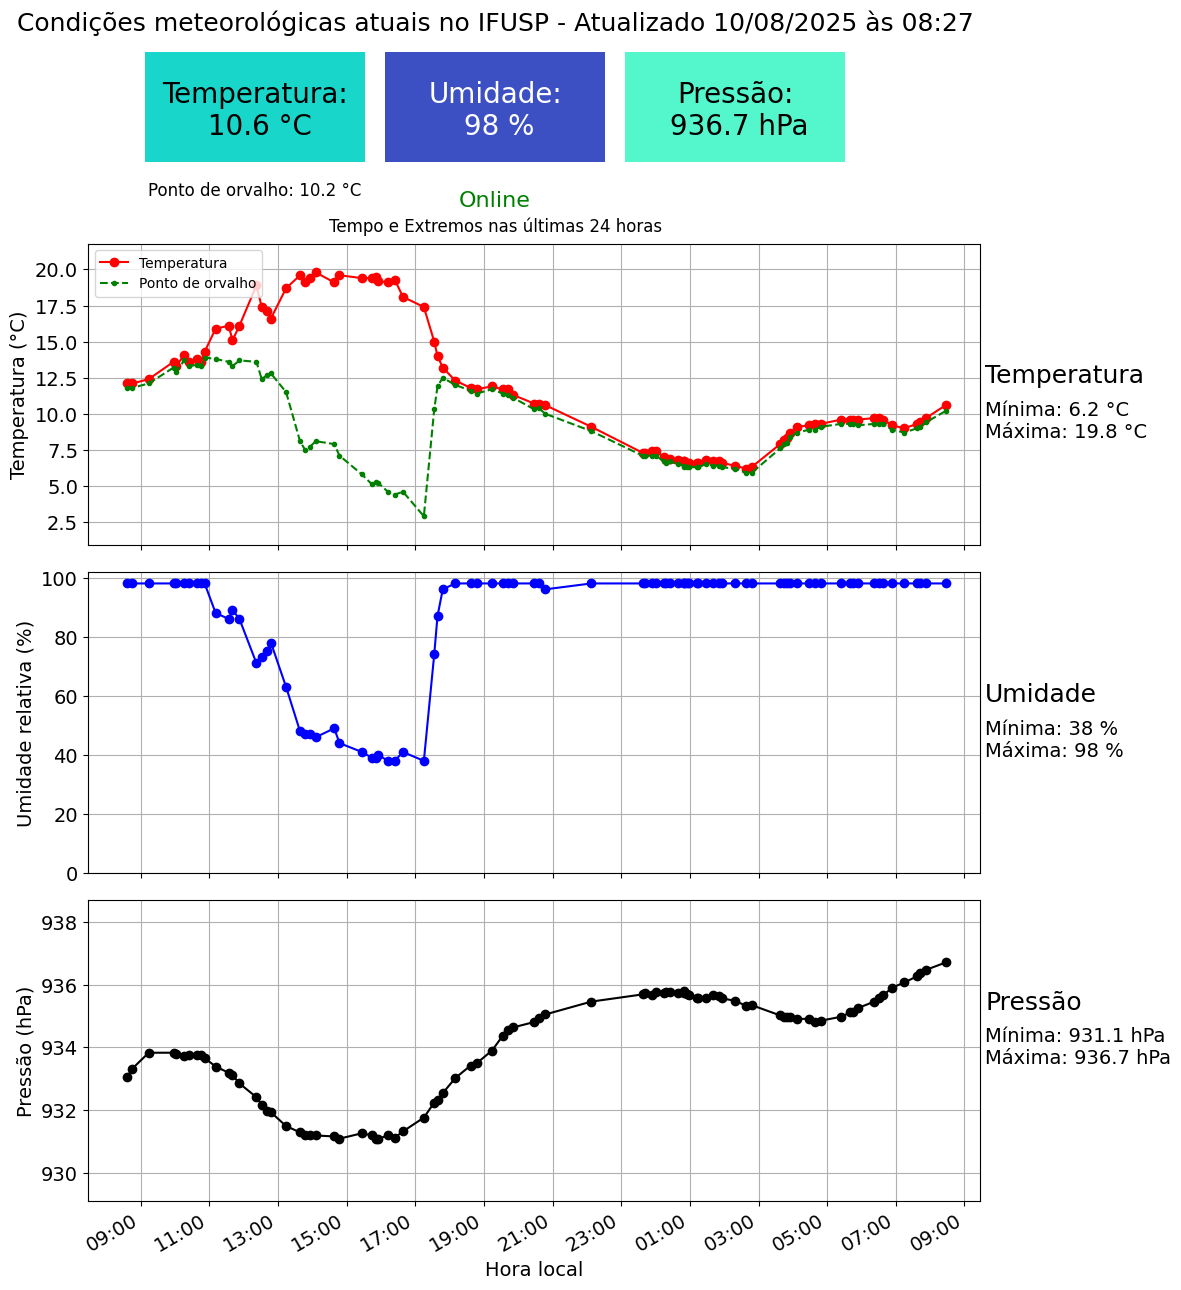 Condições meteorológicas atuais no IFUSP - Atualizado 10/08/2025 às 08:27
Temperatura:
10.6 °C
Umidade:
98 %
Pressão:
936.7 hPa
Ponto de orvalho: 10.2 °C
Online
Tempo e Extremos nas últimas 24 horas
Temperatura
Ponto de orvalho
Temperatura (°C)
20.0
17.5
15.0
12.5
10.0
7.5
5.0
2.5
Temperatura
Mínima: 6.2 °C
Máxima: 19.8 °C
Umidade relativa (%)
100
80
60
40
20
0
Umidade
Mínima: 38 %
Máxima: 98 %
Pressão (hPa)
938
936
934
932
930
Pressão
Mínima: 931.1 hPa
Máxima: 936.7 hPa
09:00
11:00
13:00
15:00
17:00
19:00
21:00
23:00
01:00
03:00
05:00
07:00
09:00
Hora local